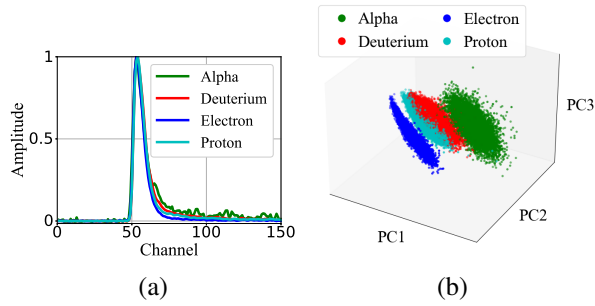 Alpha
Electron
Deuterium
Proton
1
0.5
0
Amplitude
Alpha
Deuterium
Electron
Proton
0
50
100
150
Channel
PC1
PC2
PC3
(a)
(b)